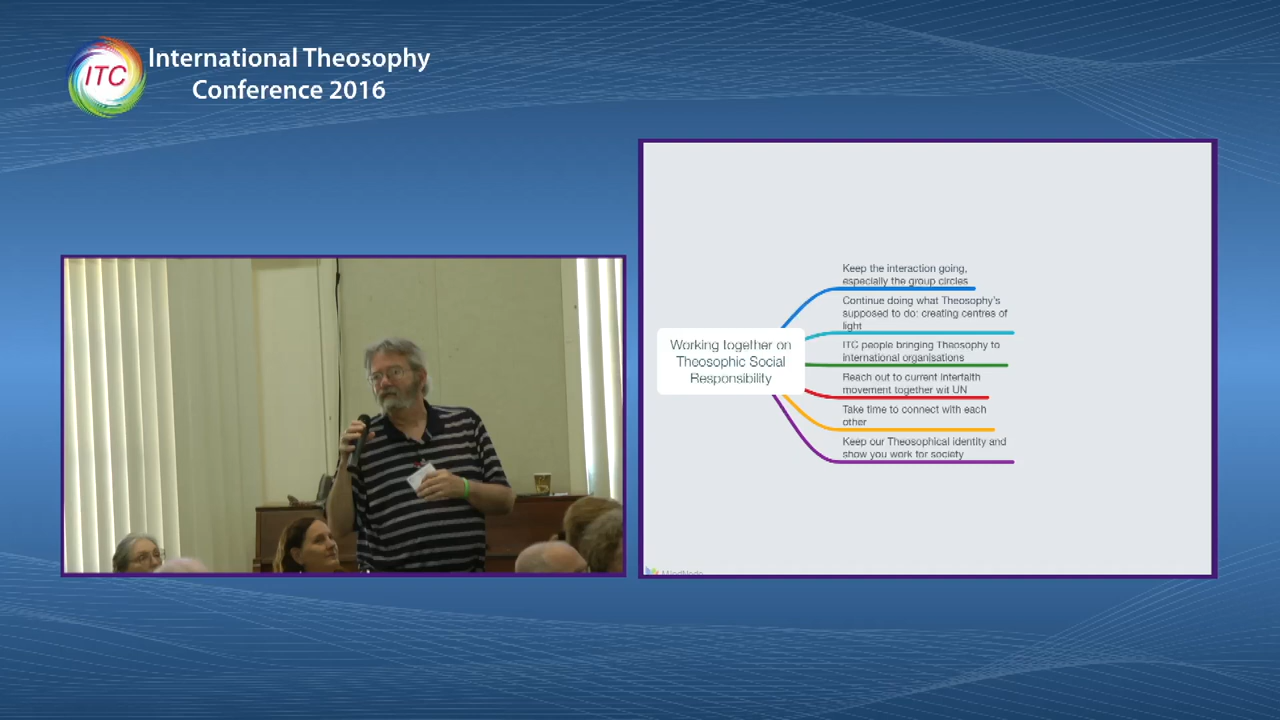 ITC
International Theosophy
Conference 2016
Working together on
Theosophic Social
Responsibility
Keep the interaction going,
especially the group circles
Continue doing what Theosophy's
supposed to do: creating centres of
light
ITC people bringing Theosophy to
international organisations
Reach out to current interfaith
movement together wit UN
Take time to connect with each
other
Keep our Theosophical identity and
show you work for society
MindNode